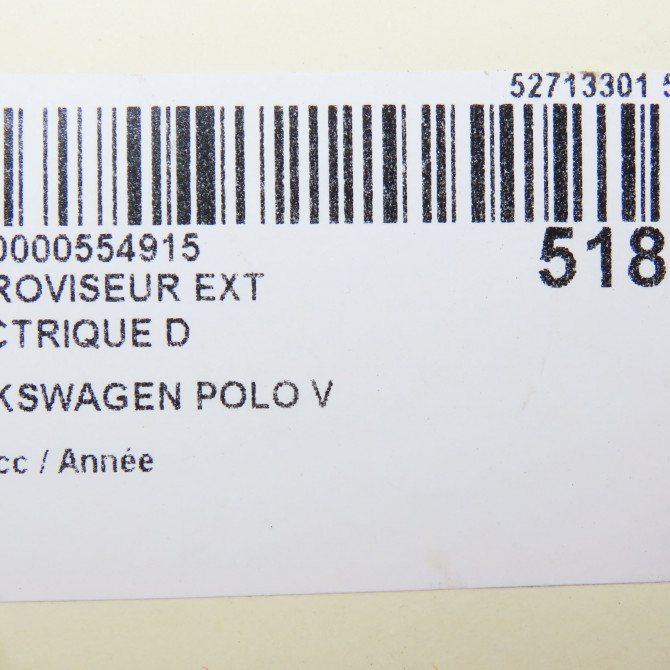 52713301 5
0000554915
518
ROVISEUR EXT
CTRIQUE D
KSWAGEN POLO V
cc / Année